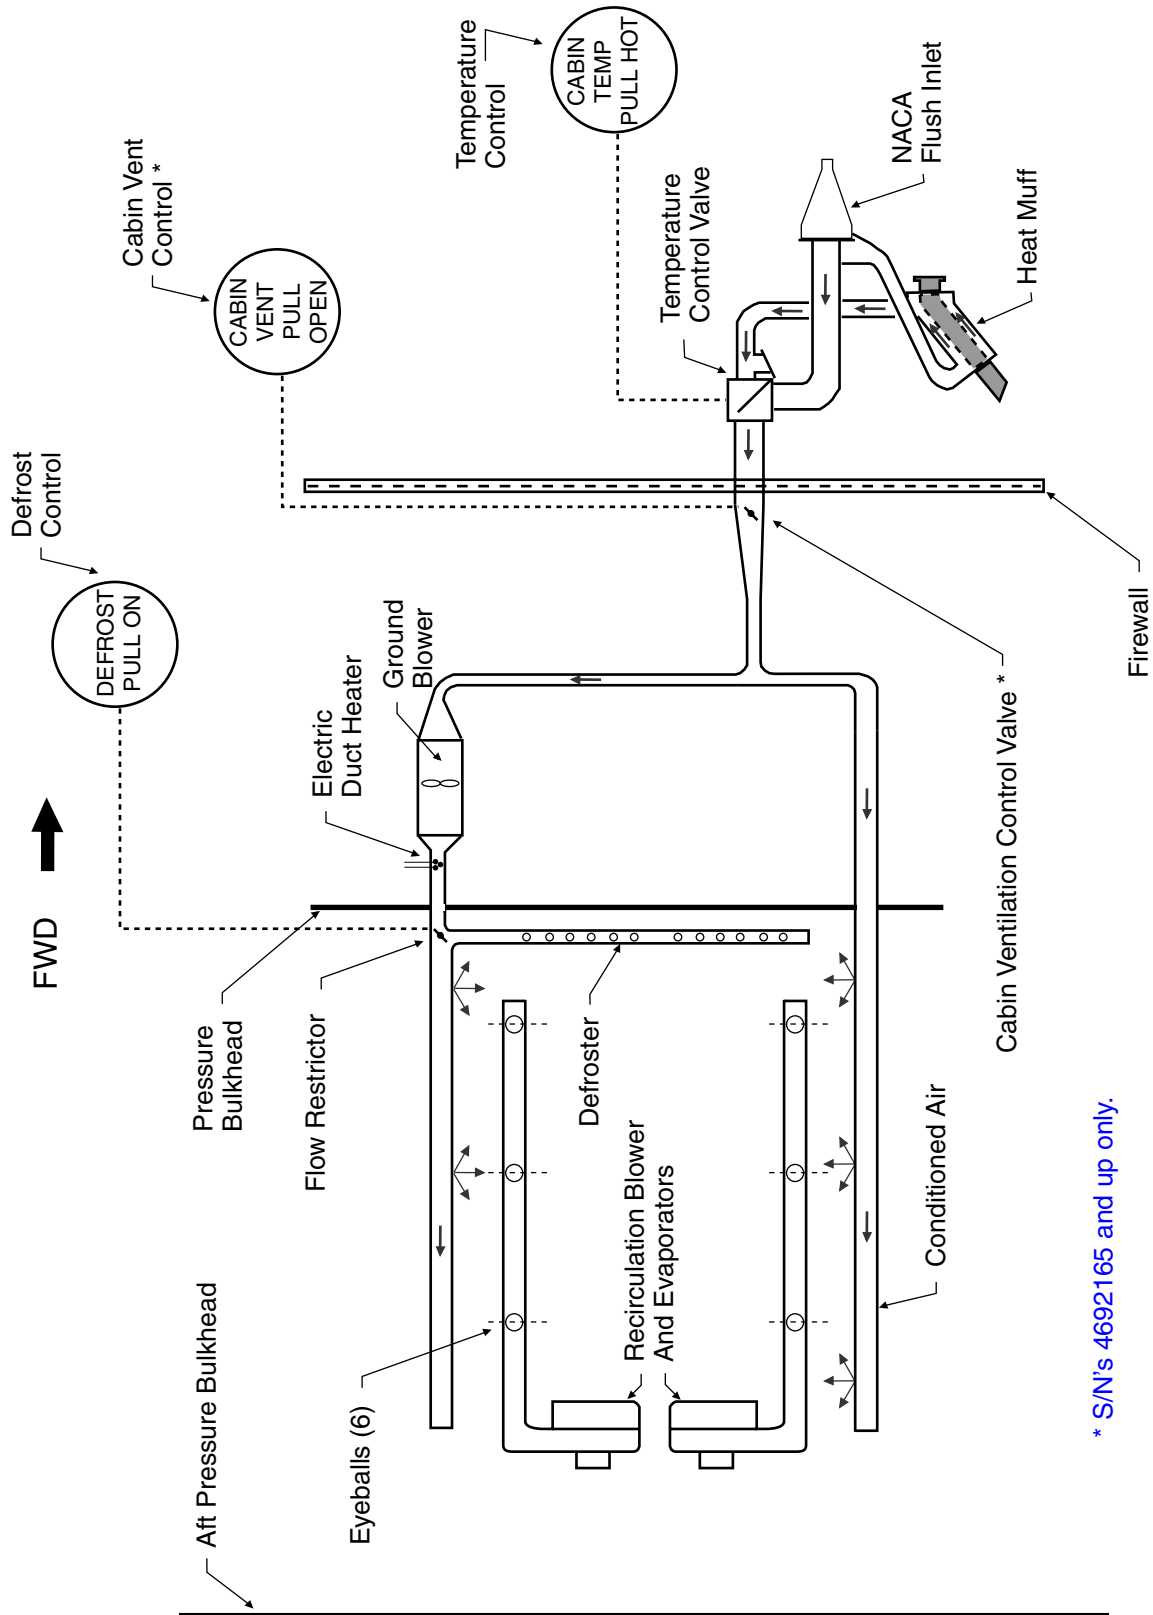 FWD
Defrost
Control
DEFROST
PULL ON
Cabin Vent
Control *
CABIN
VENT
PULL
OPEN
Temperature
Control
CABIN
TEMP
PULL HOT
Temperature
Control Valve
NACA
Flush Inlet
Heat Muff
Firewall
Ground
Blower
Electric
Duct Heater
Pressure
Bulkhead
Flow Restrictor
Defroster
Cabin Ventilation Control Valve *
Aft Pressure Bulkhead
Eyeballs (6)
Recirculation Blower
And Evaporators
Conditioned Air
* S/N's 4692165 and up only.